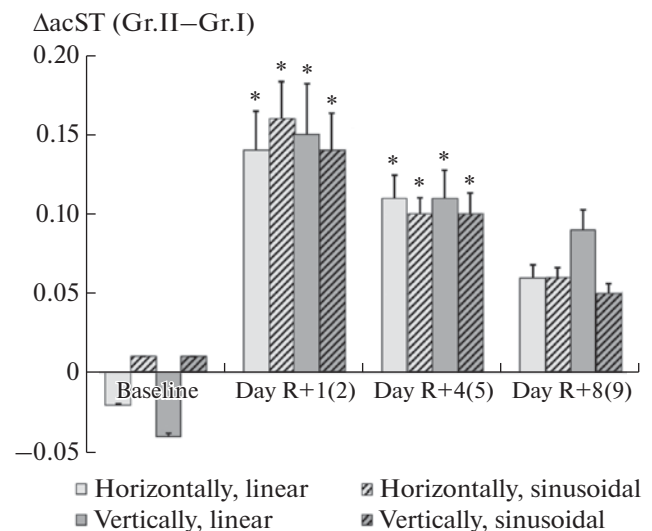 ΔacST (Gr.II–Gr.I)
0.20
0.15
0.10
0.05
0
−0.05
* * * *
* * * *
Baseline Day R+1(2) Day R+4(5) Day R+8(9)
Horizontally, linear Horizontally, sinusoidal
Vertically, linear Vertically, sinusoidal